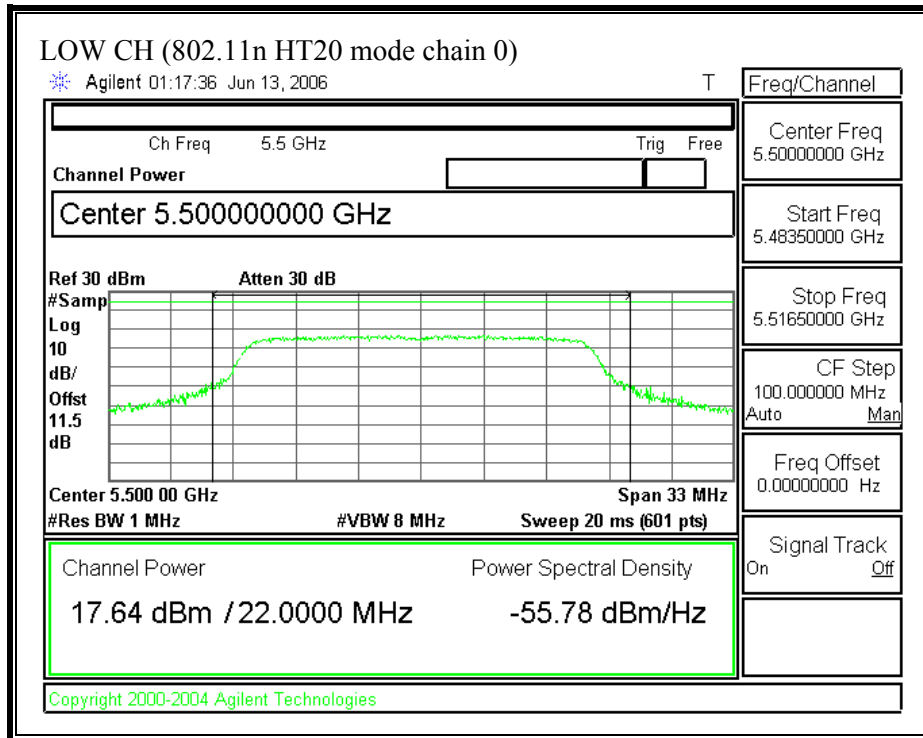 LOW CH (802.11n HT20 mode chain 0)
Agilent 01:17:36 Jun 13, 2006 T
Freq/Channel
Ch Freq 5.5 GHz Trig Free
Channel Power
Center 5.500000000 GHz
Center Freq
5.50000000 GHz
Start Freq
5.48350000 GHz
Stop Freq
5.51650000 GHz
CF Step
100.000000 MHz
Auto Man
Freq Offset
0.00000000 Hz
Signal Track
On Off
Ref 30 dBm Atten 30 dB
#Samp
Log
10
dB/
Offst
11.5
dB
Center 5.500 00 GHz Span 33 MHz
#Res BW 1 MHz #VBW 8 MHz Sweep 20 ms (601 pts)
Channel Power Power Spectral Density
17.64 dBm / 22.0000 MHz -55.78 dBm/Hz
Copyright 2000-2004 Agilent Technologies